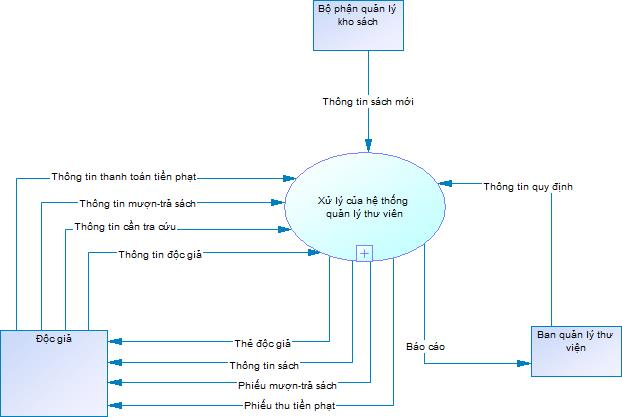 Bộ phận quản lý
kho sách
Thông tin sách mới
Thông tin thanh toán tiền phạt
Thông tin mượn-trả sách
Thông tin cần tra cứu
Thông tin độc giả
Xử lý của hệ thống
quản lý thư viên
Thông tin quy định
Độc giả
Thẻ độc giả
Thông tin sách
Phiếu mượn-trả sách
Phiếu thu tiền phạt
Báo cáo
Ban quản lý thư
viện